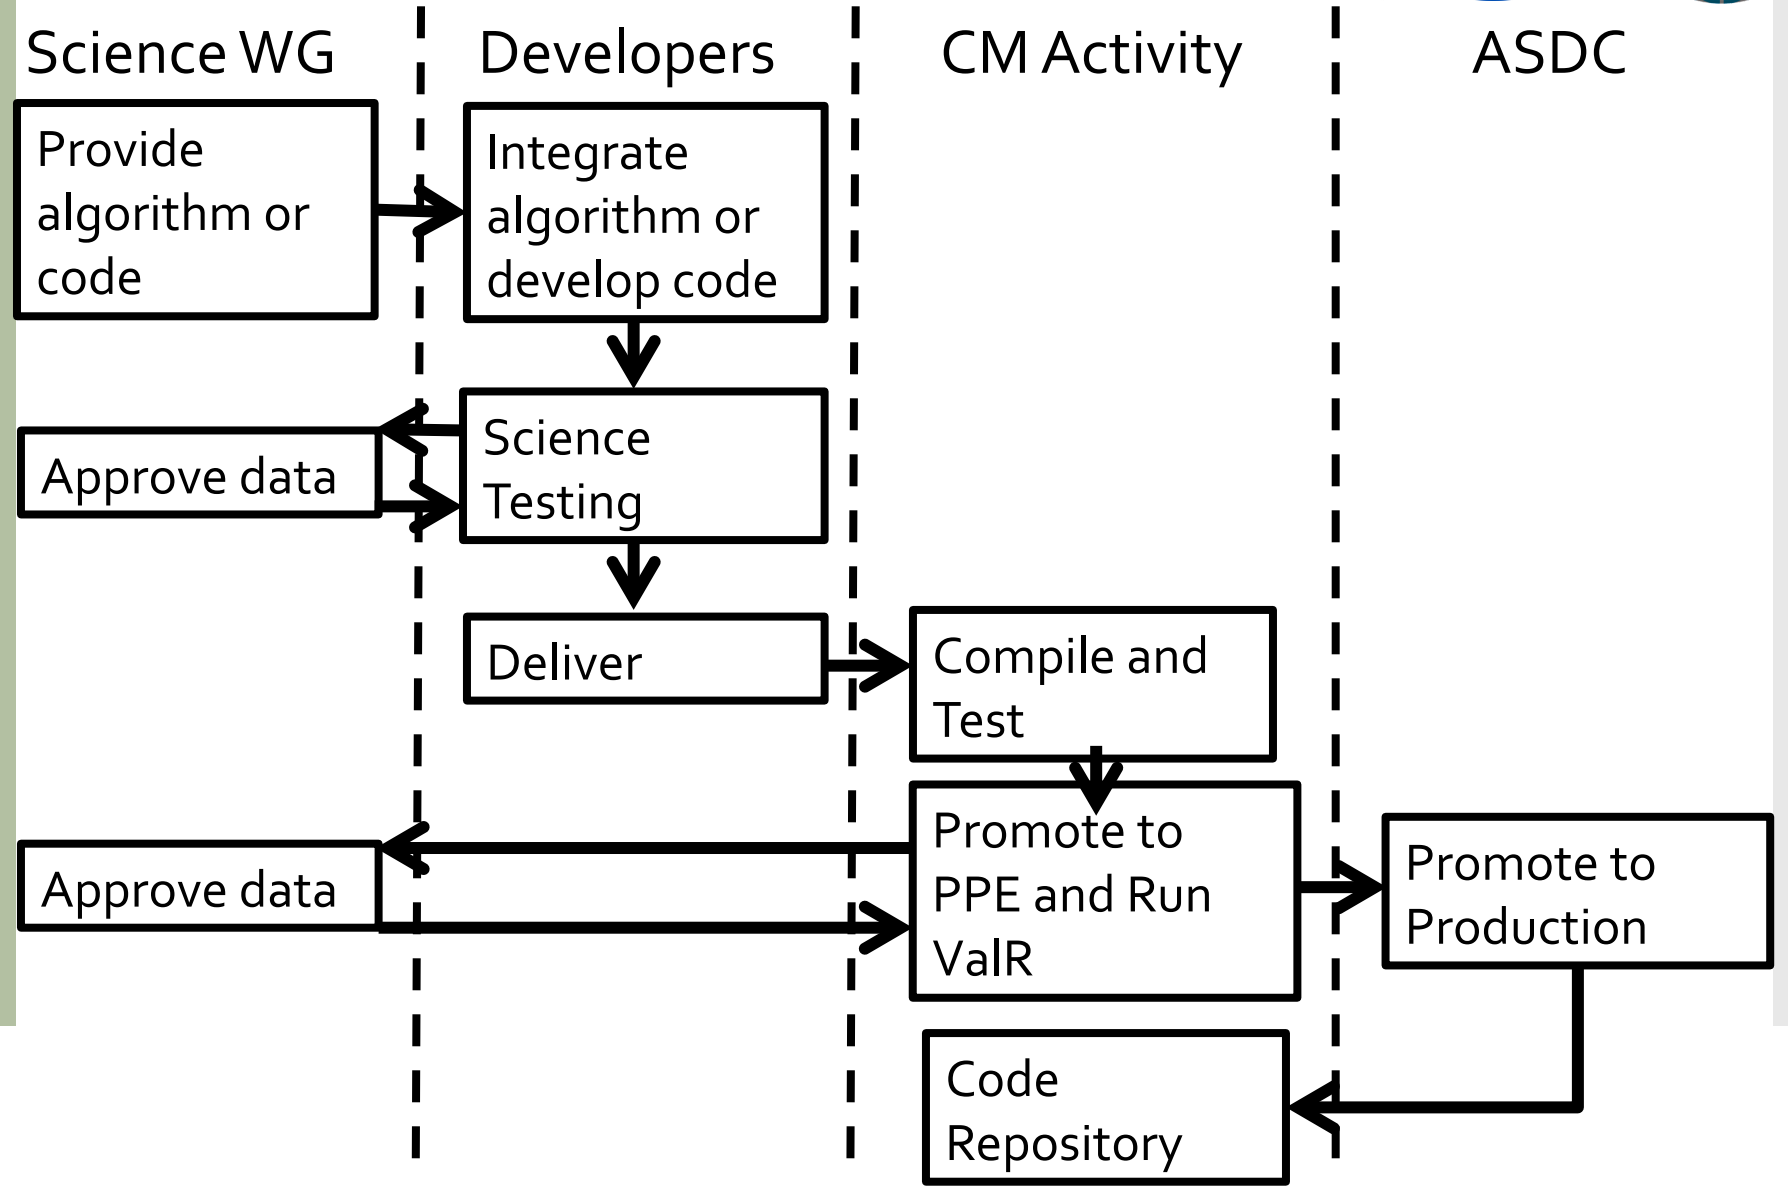 Science WG
Developers
CM Activity
ASDC
Provide
algorithm or
code
Integrate
algorithm or
develop code
Science
Testing
Approve data
Deliver
Compile and
Test
Promote to
PPE and Run
ValR
Approve data
Promote to
Production
Code
Repository